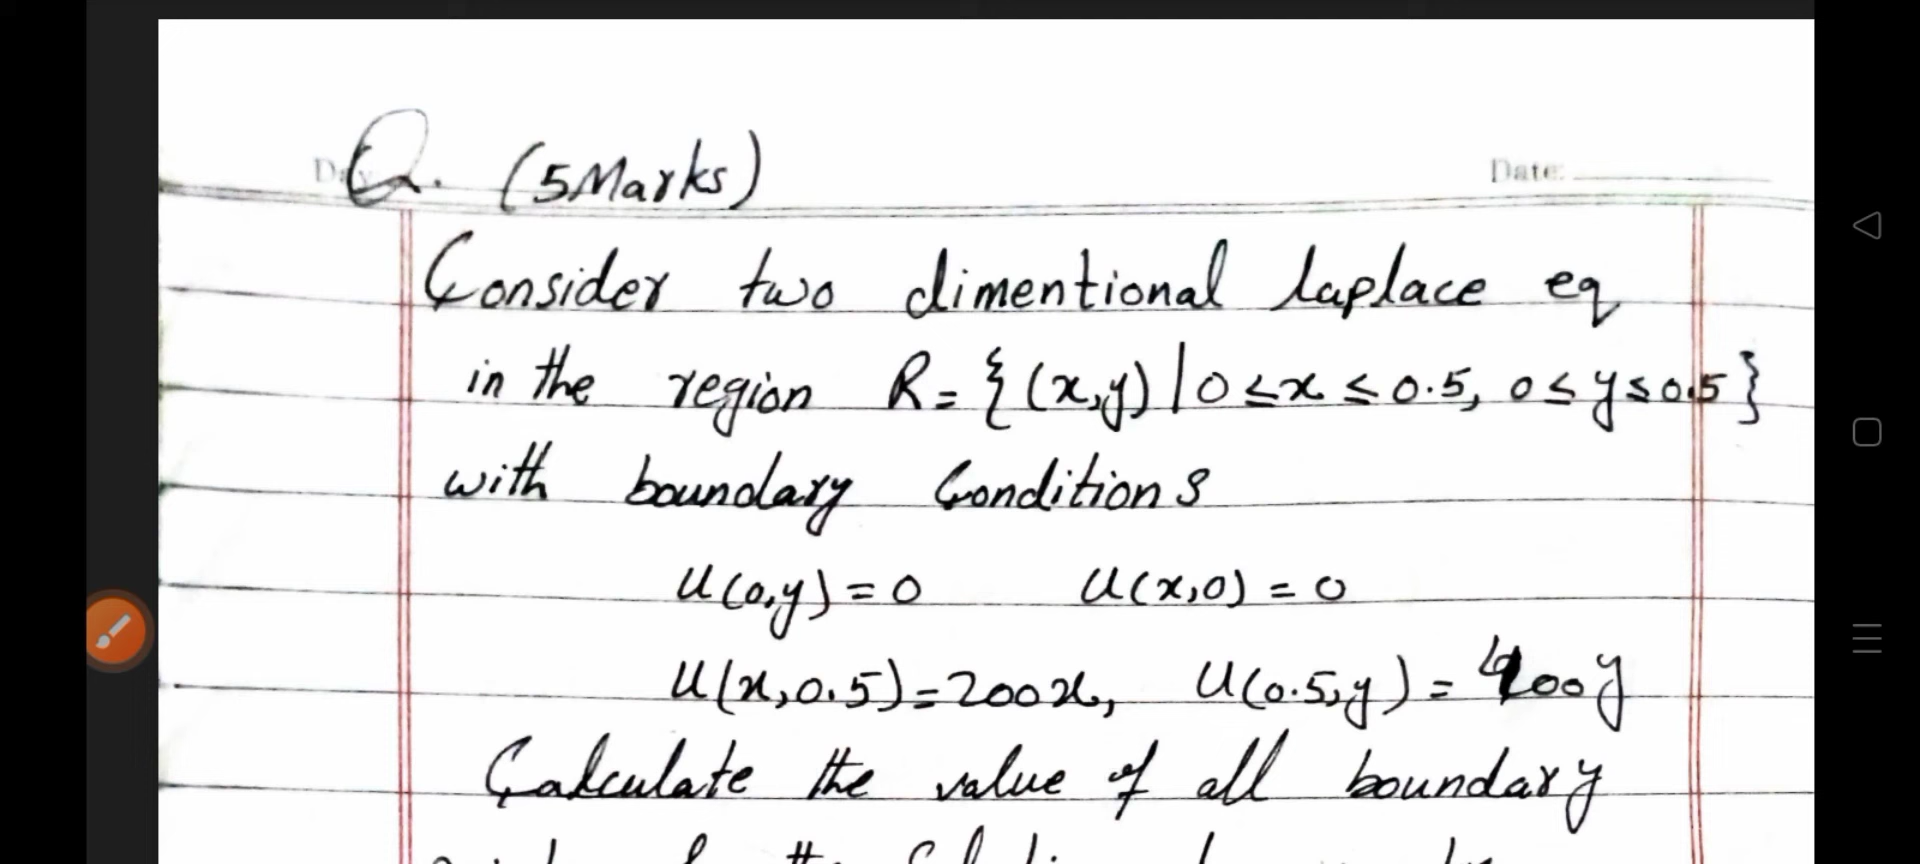 Q. (5 Marks)
Date:
Consider two dimentional laplace eq
in the region R = { (x,y) | 0 ≤ x ≤ 0.5, 0 ≤ y ≤ 0.5 }
with boundary Conditions
U(0,y) = 0 U(x,0) = 0
U(x,0.5) = 200x, U(0.5,y) = 400y
Calculate the value of all boundary